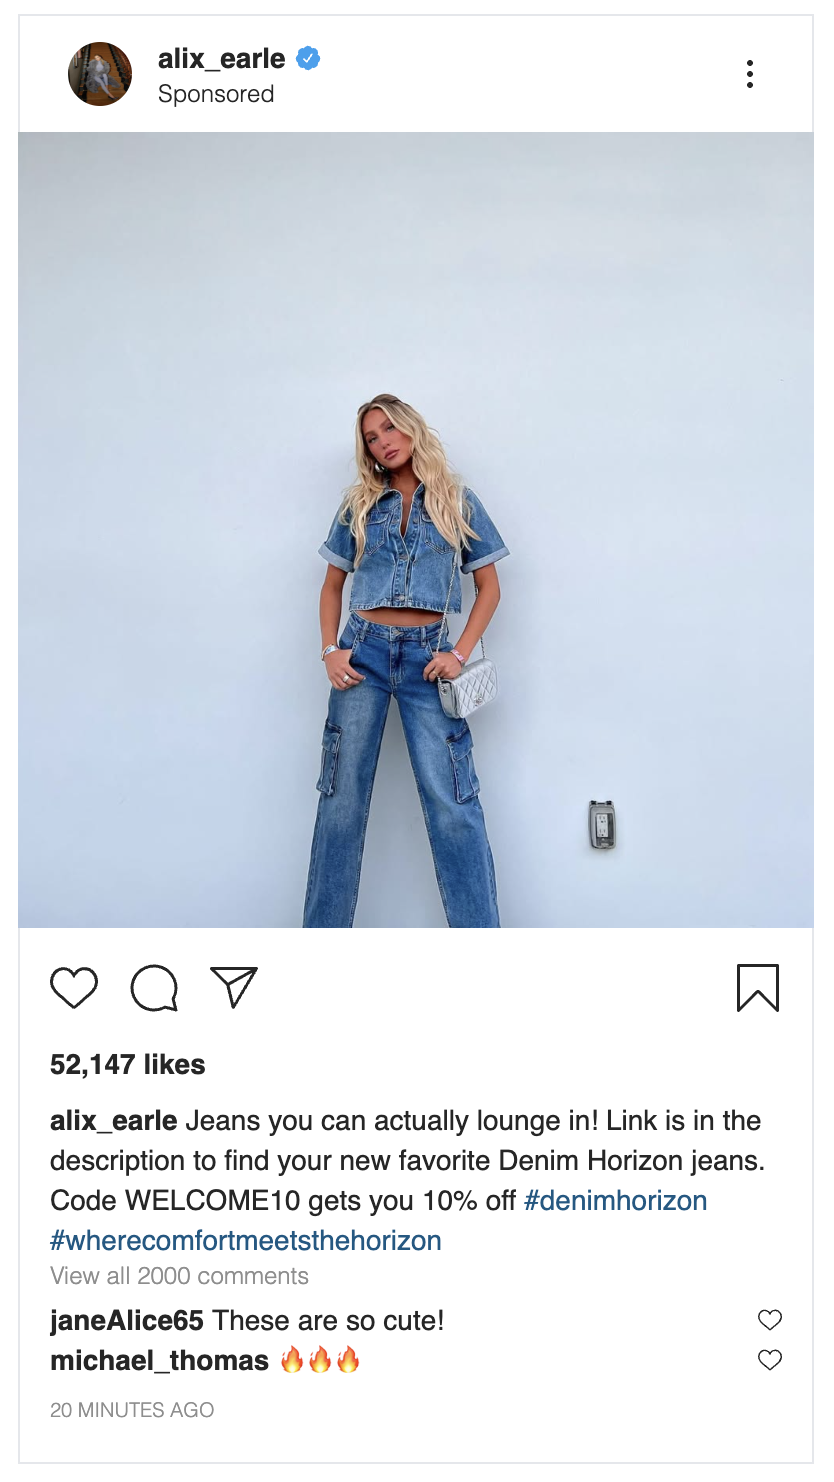 alix_earle
Sponsored
52,147 likes
alix_earle Jeans you can actually lounge in! Link is in the
description to find your new favorite Denim Horizon jeans.
Code WELCOME10 gets you 10% off #denimhorizon
#wherecomfortmeetsthehorizon
View all 2000 comments
janeAlice65 These are so cute!
michael_thomas 🔥🔥🔥
20 MINUTES AGO